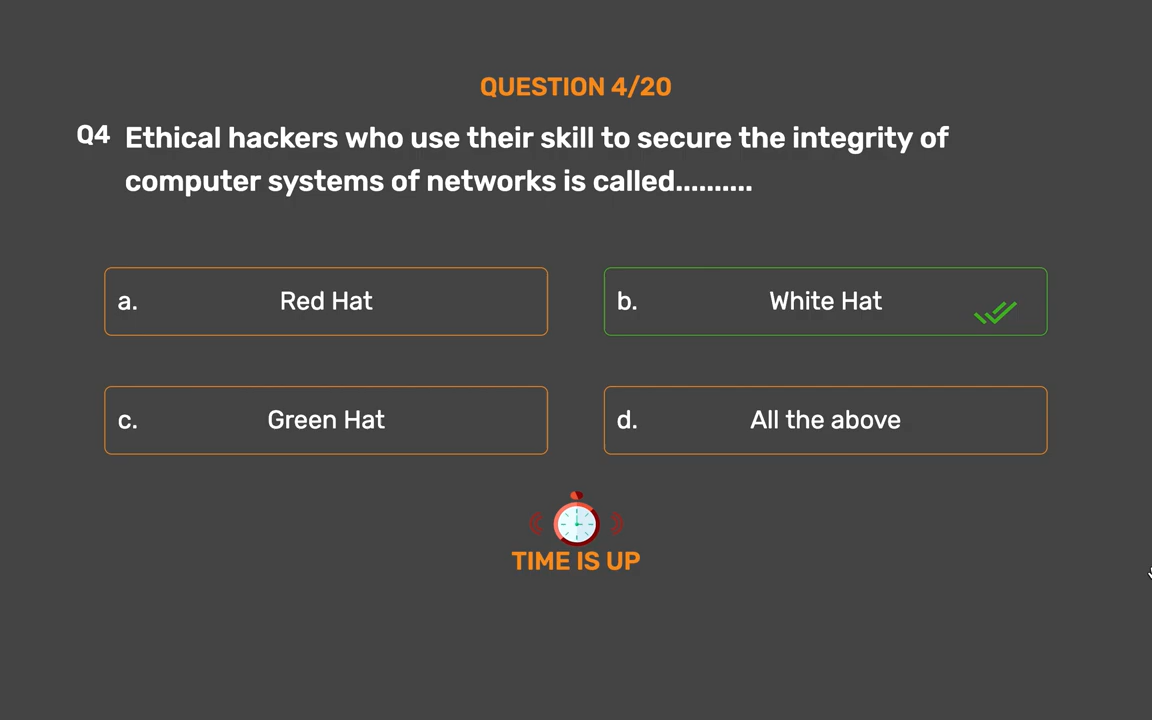 QUESTION 4/20
Q4 Ethical hackers who use their skill to secure the integrity of
computer systems of networks is called..........
a. Red Hat
b. White Hat
c. Green Hat
d. All the above
TIME IS UP